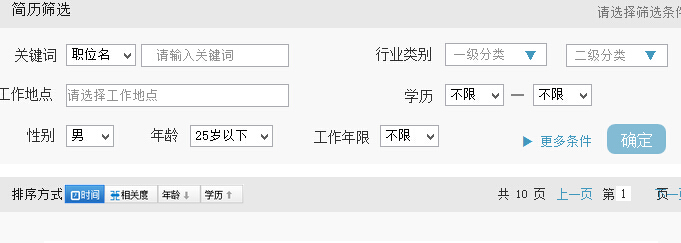 简历筛选 请选择筛选条件
关键词 职位名 请输入关键词 行业类别 一级分类 二级分类
工作地点 请选择工作地点 学历 不限 — 不限
性别 男 年龄 25岁以下 工作年限 不限 ▶ 更多条件 确定
排序方式 时间 相关度 年龄↓ 学历↑ 共 10 页 上一页 第 1 页